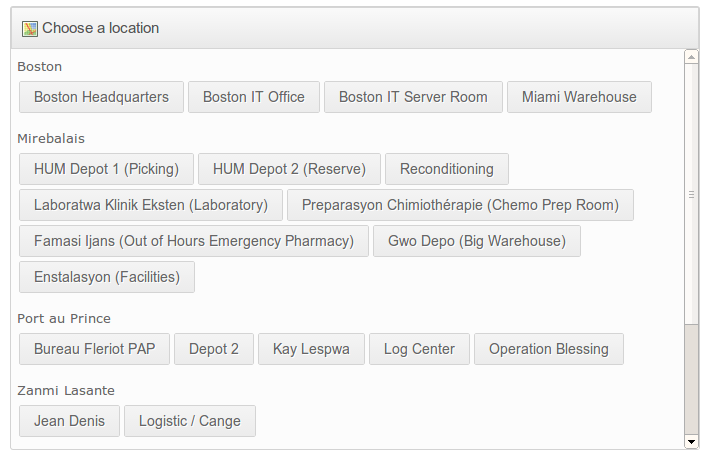 Choose a location
Boston
Boston Headquarters Boston IT Office Boston IT Server Room Miami Warehouse
Mirebalais
HUM Depot 1 (Picking) HUM Depot 2 (Reserve) Reconditioning
Laboratwa Klinik Eksten (Laboratory) Preparasyon Chimiothérapie (Chemo Prep Room)
Famasi Ijans (Out of Hours Emergency Pharmacy) Gwo Depo (Big Warehouse)
Enstalasyon (Facilities)
Port au Prince
Bureau Fleriot PAP Depot 2 Kay Lespwa Log Center Operation Blessing
Zanmi Lasante
Jean Denis Logistic / Cange